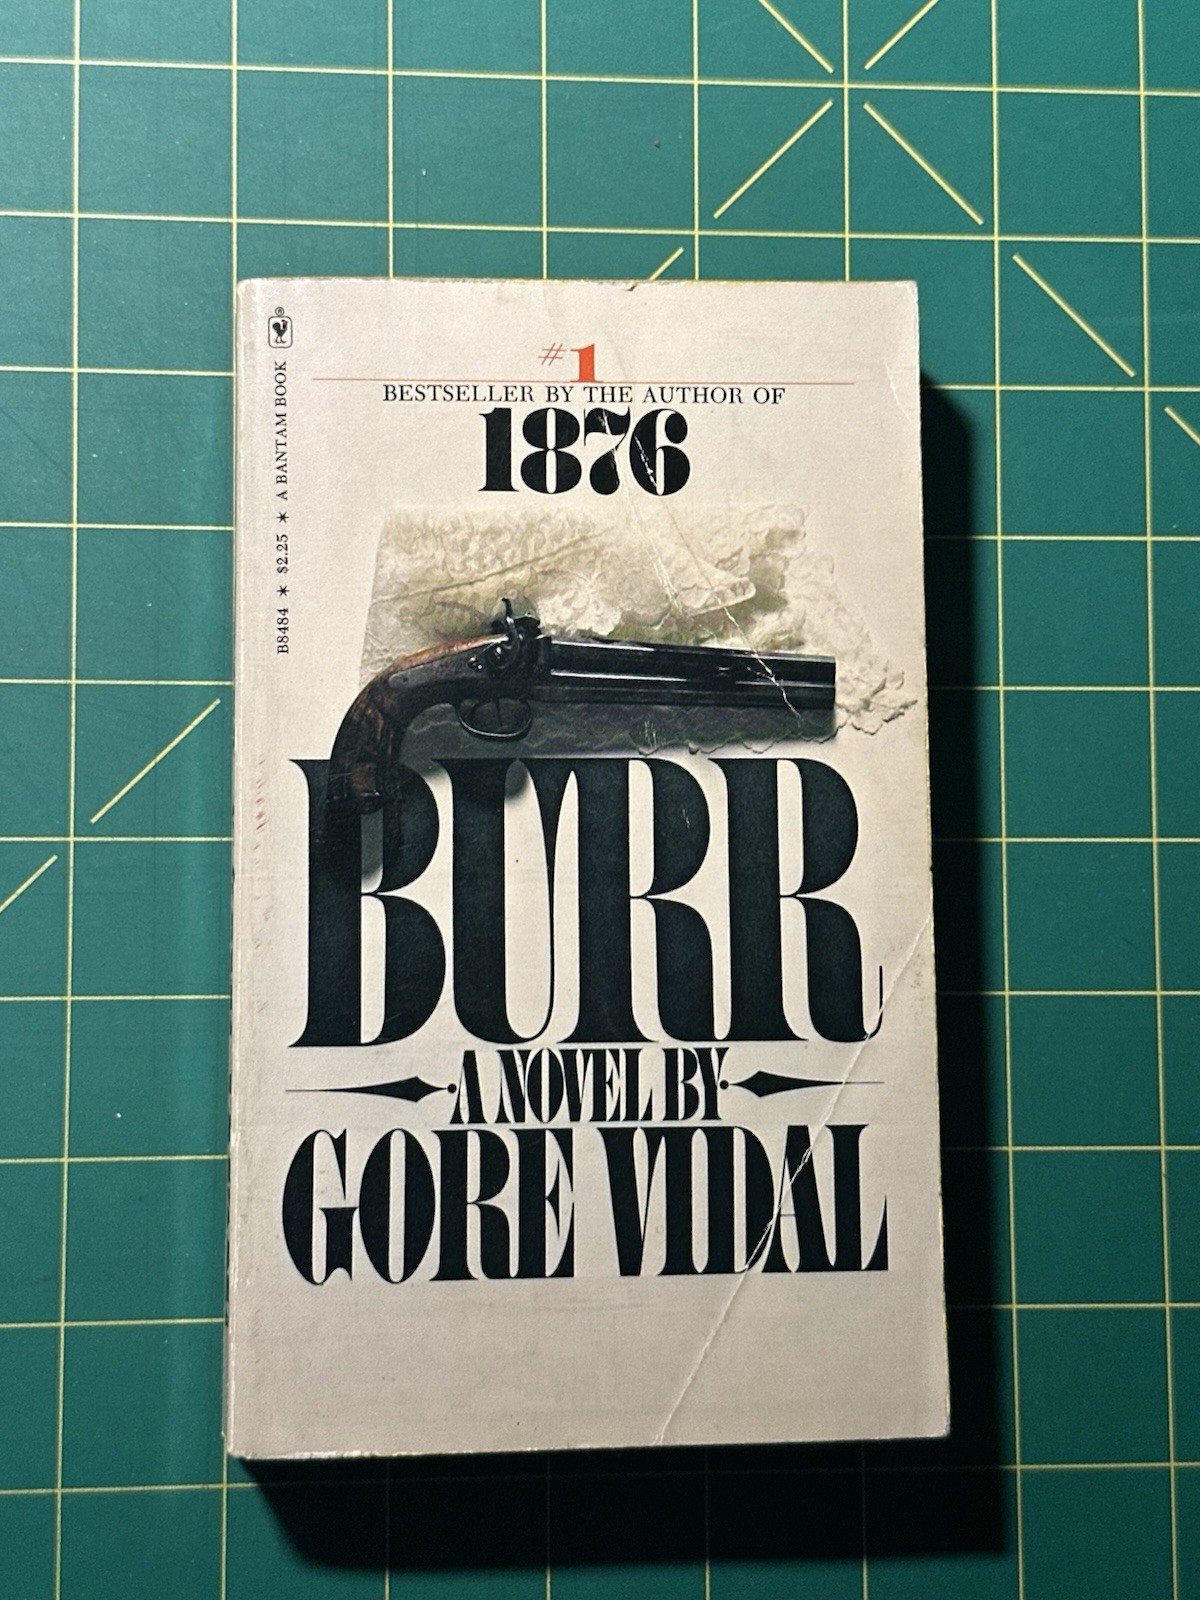 #1
BESTSELLER BY THE AUTHOR OF
1876
BURR
A NOVEL BY
GORE VIDAL
B8484 * $2.25 * A BANTAM BOOK ®